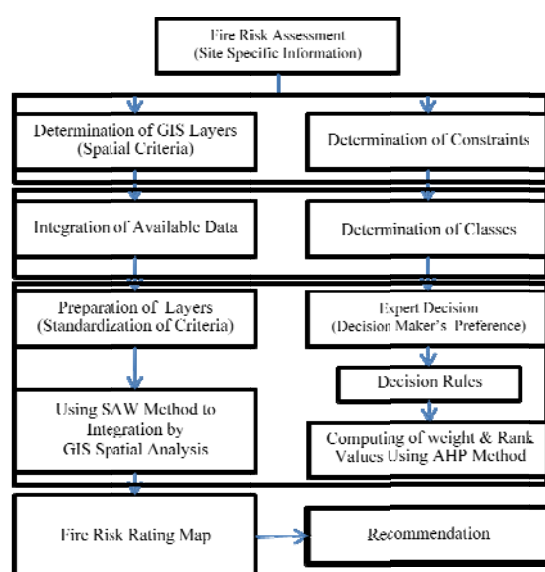 Fire Risk Assessment
(Site Specific Information)
Determination of GIS Layers
(Spatial Criteria)
Determination of Constraints
Integration of Available Data
Determination of Classes
Preparation of Layers
(Standardization of Criteria)
Expert Decision
(Decision Maker's Preference)
Decision Rules
Using SAW Method to
Integration by
GIS Spatial Analysis
Computing of weight & Rank
Values Using AHP Method
Fire Risk Rating Map
Recommendation